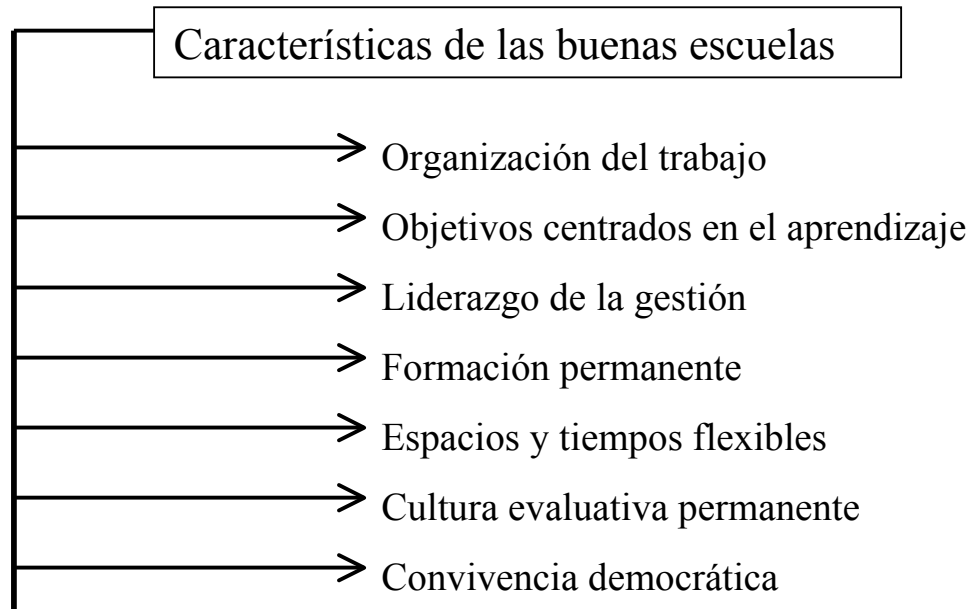 Características de las buenas escuelas
Organización del trabajo
Objetivos centrados en el aprendizaje
Liderazgo de la gestión
Formación permanente
Espacios y tiempos flexibles
Cultura evaluativa permanente
Convivencia democrática